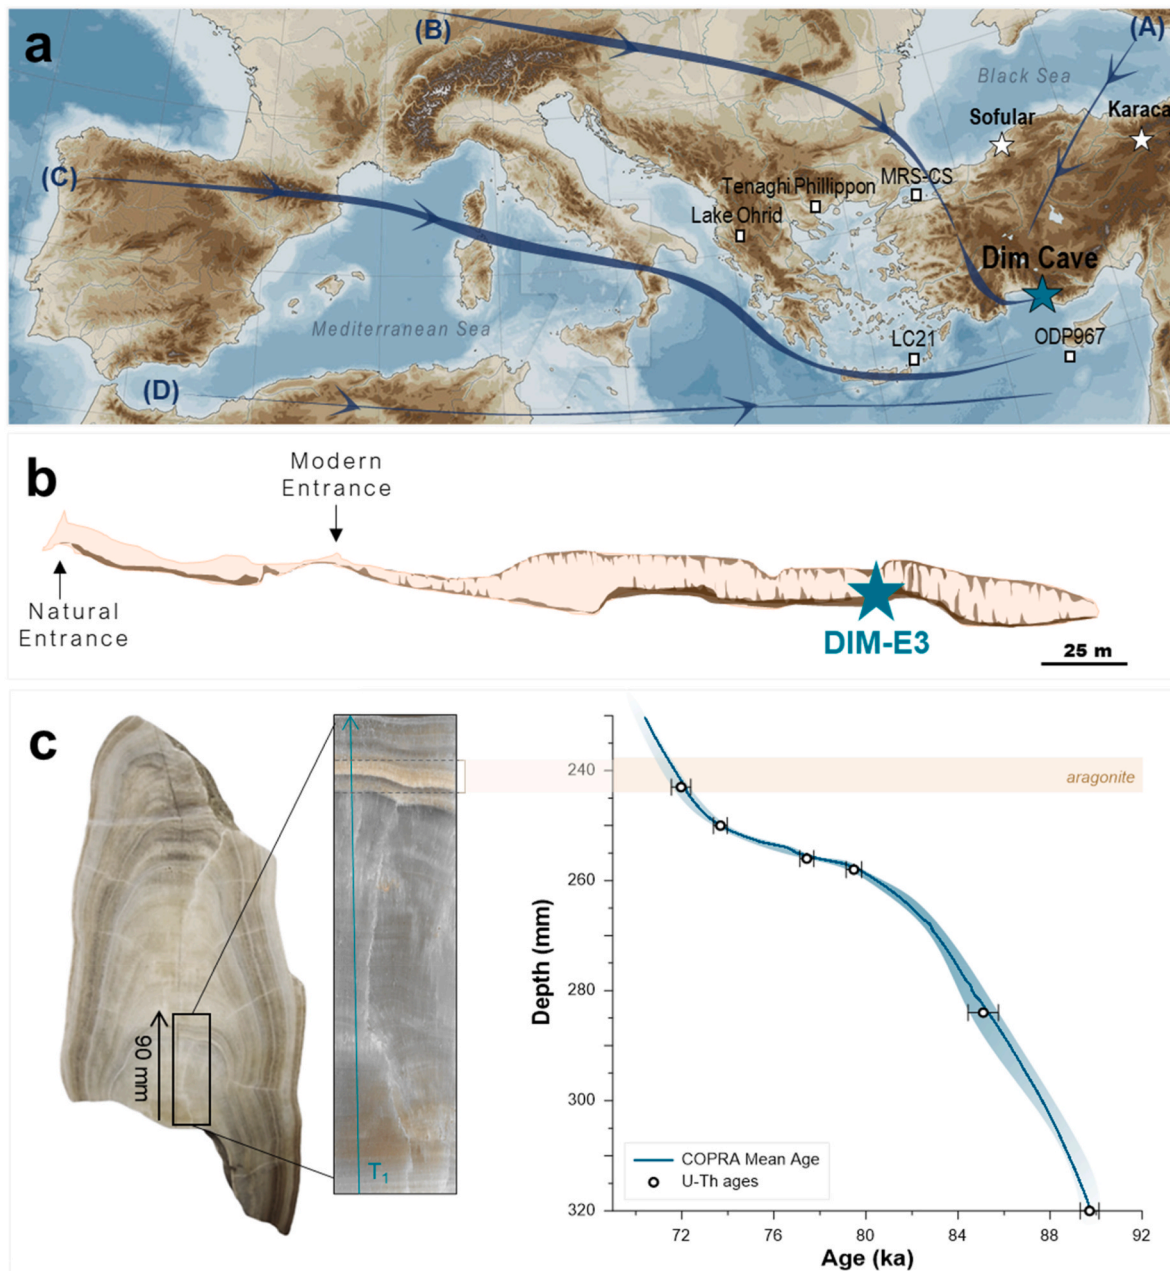 a
(B)
(A)
Black Sea
Sofular
Karaca
(C)
MRS-CS
Tenaghi Phillippon
Lake Ohrid
Dim Cave
Mediterranean Sea
LC21
ODP967
(D)
b
Modern
Entrance
Natural
Entrance
DIM-E3
25 m
c
90 mm
T1
aragonite
240
260
280
300
320
Depth (mm)
COPRA Mean Age
U-Th ages
72
76
80
84
88
92
Age (ka)